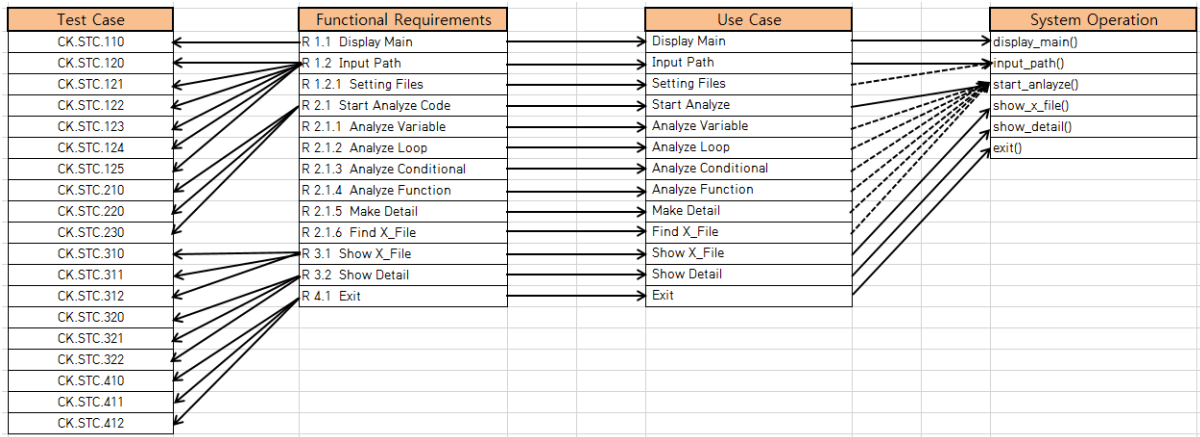 Test Case Functional Requirements Use Case System Operation
CK.STC.110 R 1.1 Display Main Display Main display_main()
CK.STC.120 R 1.2 Input Path Input Path input_path()
CK.STC.121 R 1.2.1 Setting Files Setting Files start_anlayze()
CK.STC.122 R 2.1 Start Analyze Code Start Analyze show_x_file()
CK.STC.123 R 2.1.1 Analyze Variable Analyze Variable show_detail()
CK.STC.124 R 2.1.2 Analyze Loop Analyze Loop exit()
CK.STC.125 R 2.1.3 Analyze Conditional Analyze Conditional
CK.STC.210 R 2.1.4 Analyze Function Analyze Function
CK.STC.220 R 2.1.5 Make Detail Make Detail
CK.STC.230 R 2.1.6 Find X_File Find X_File
CK.STC.310 R 3.1 Show X_File Show X_File
CK.STC.311 R 3.2 Show Detail Show Detail
CK.STC.312 R 4.1 Exit Exit
CK.STC.320
CK.STC.321
CK.STC.322
CK.STC.410
CK.STC.411
CK.STC.412